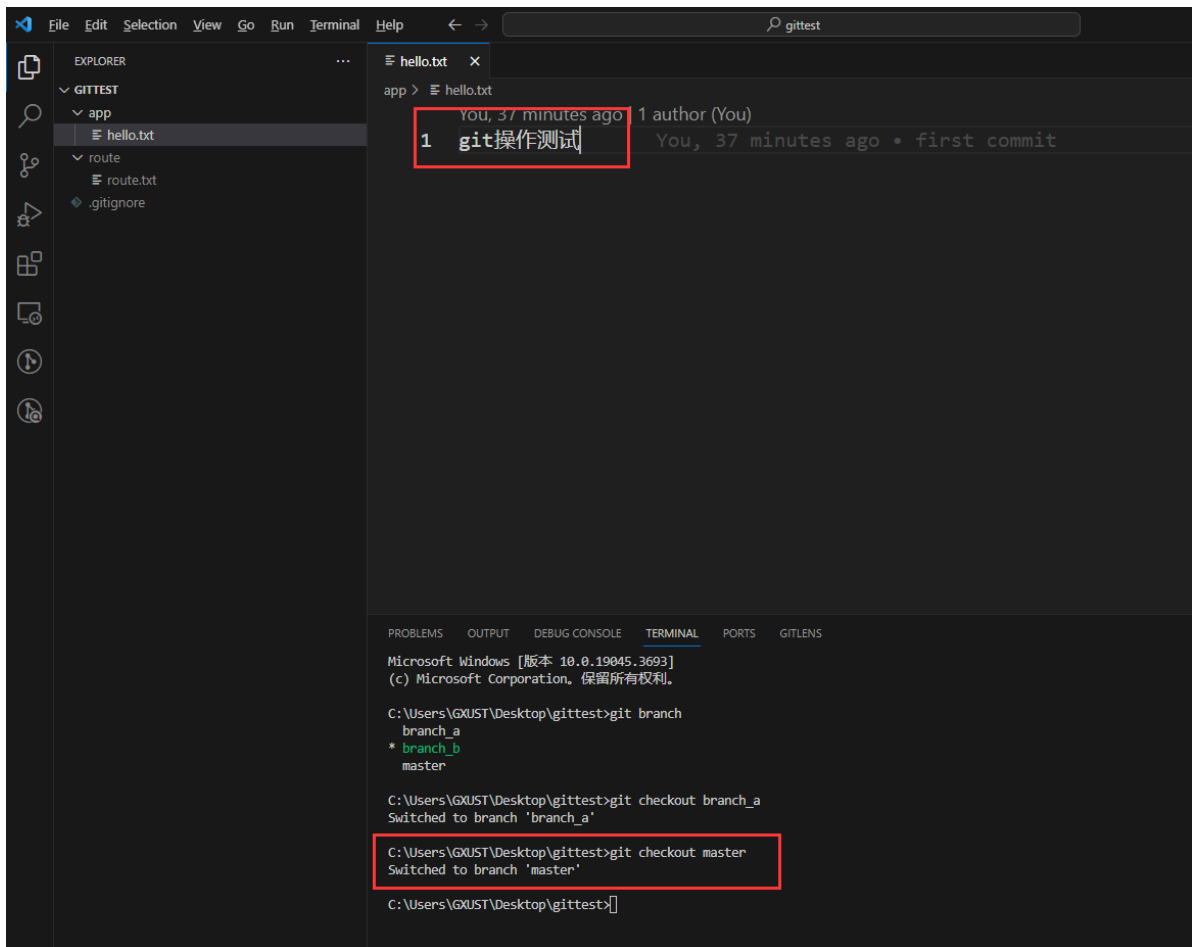 File Edit Selection View Go Run Terminal Help ← → gittest
EXPLORER ···
GITTEST
app
hello.txt
route
route.txt
.gitignore
hello.txt ×
app > hello.txt
You, 37 minutes ago | 1 author (You)
1 git操作测试 You, 37 minutes ago • first commit
PROBLEMS OUTPUT DEBUG CONSOLE TERMINAL PORTS GITLENS
Microsoft Windows [版本 10.0.19045.3693]
(c) Microsoft Corporation。保留所有权利。
C:\Users\GXUST\Desktop\gittest>git branch
branch_a
* branch_b
master
C:\Users\GXUST\Desktop\gittest>git checkout branch_a
Switched to branch 'branch_a'
C:\Users\GXUST\Desktop\gittest>git checkout master
Switched to branch 'master'
C:\Users\GXUST\Desktop\gittest>